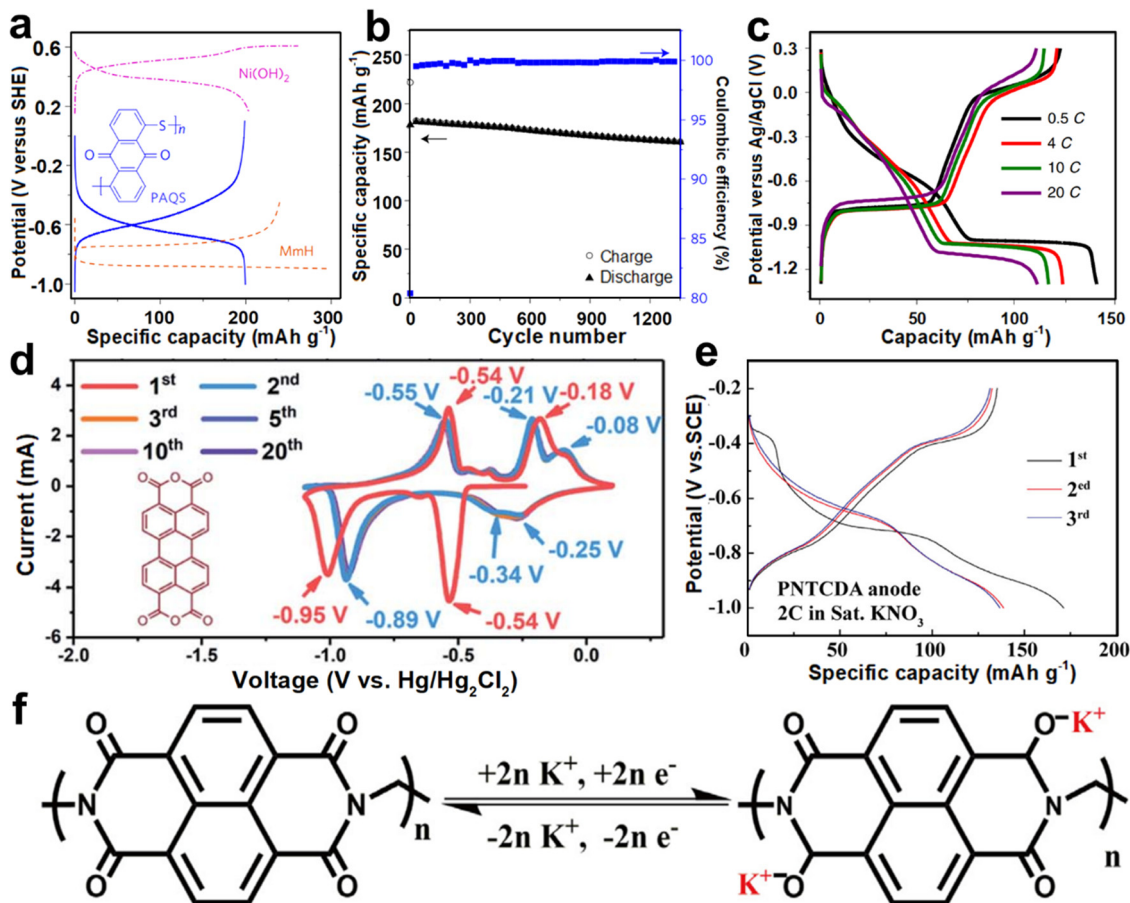 a
0.6
0.2
-0.2
-0.6
-1.0
Potential (V versus SHE)
Ni(OH)2
S
n
O
O
PAQS
MmH
0
100
200
300
Specific capacity (mAh g-1)
b
250
200
150
100
50
0
Specific capacity (mAh g-1)
100
95
90
85
80
Coulombic efficiency (%)
Charge
Discharge
0
300
600
900
1200
Cycle number
c
0.3
0.0
-0.3
-0.6
-0.9
-1.2
Potential versus Ag/AgCl (V)
0.5 C
4 C
10 C
20 C
0
50
100
150
Capacity (mAh g-1)
d
4
2
0
-2
-4
-6
Current (mA)
1st
2nd
3rd
5th
10th
20th
O
O
O
O
O
O
-0.55 V
-0.54 V
-0.21 V
-0.18 V
-0.08 V
-0.25 V
-0.34 V
-0.54 V
-0.89 V
-0.95 V
-2.0
-1.5
-1.0
-0.5
0.0
Voltage (V vs. Hg/Hg2Cl2)
e
-0.2
-0.4
-0.6
-0.8
-1.0
Potential (V vs.SCE)
1st
2ed
3rd
PNTCDA anode
2C in Sat. KNO3
0
50
100
150
200
Specific capacity (mAh g-1)
f
O
O
N
N
O
O
n
+2n K+, +2n e-
-2n K+, -2n e-
O
O-K+
N
N
K+-O
O
n